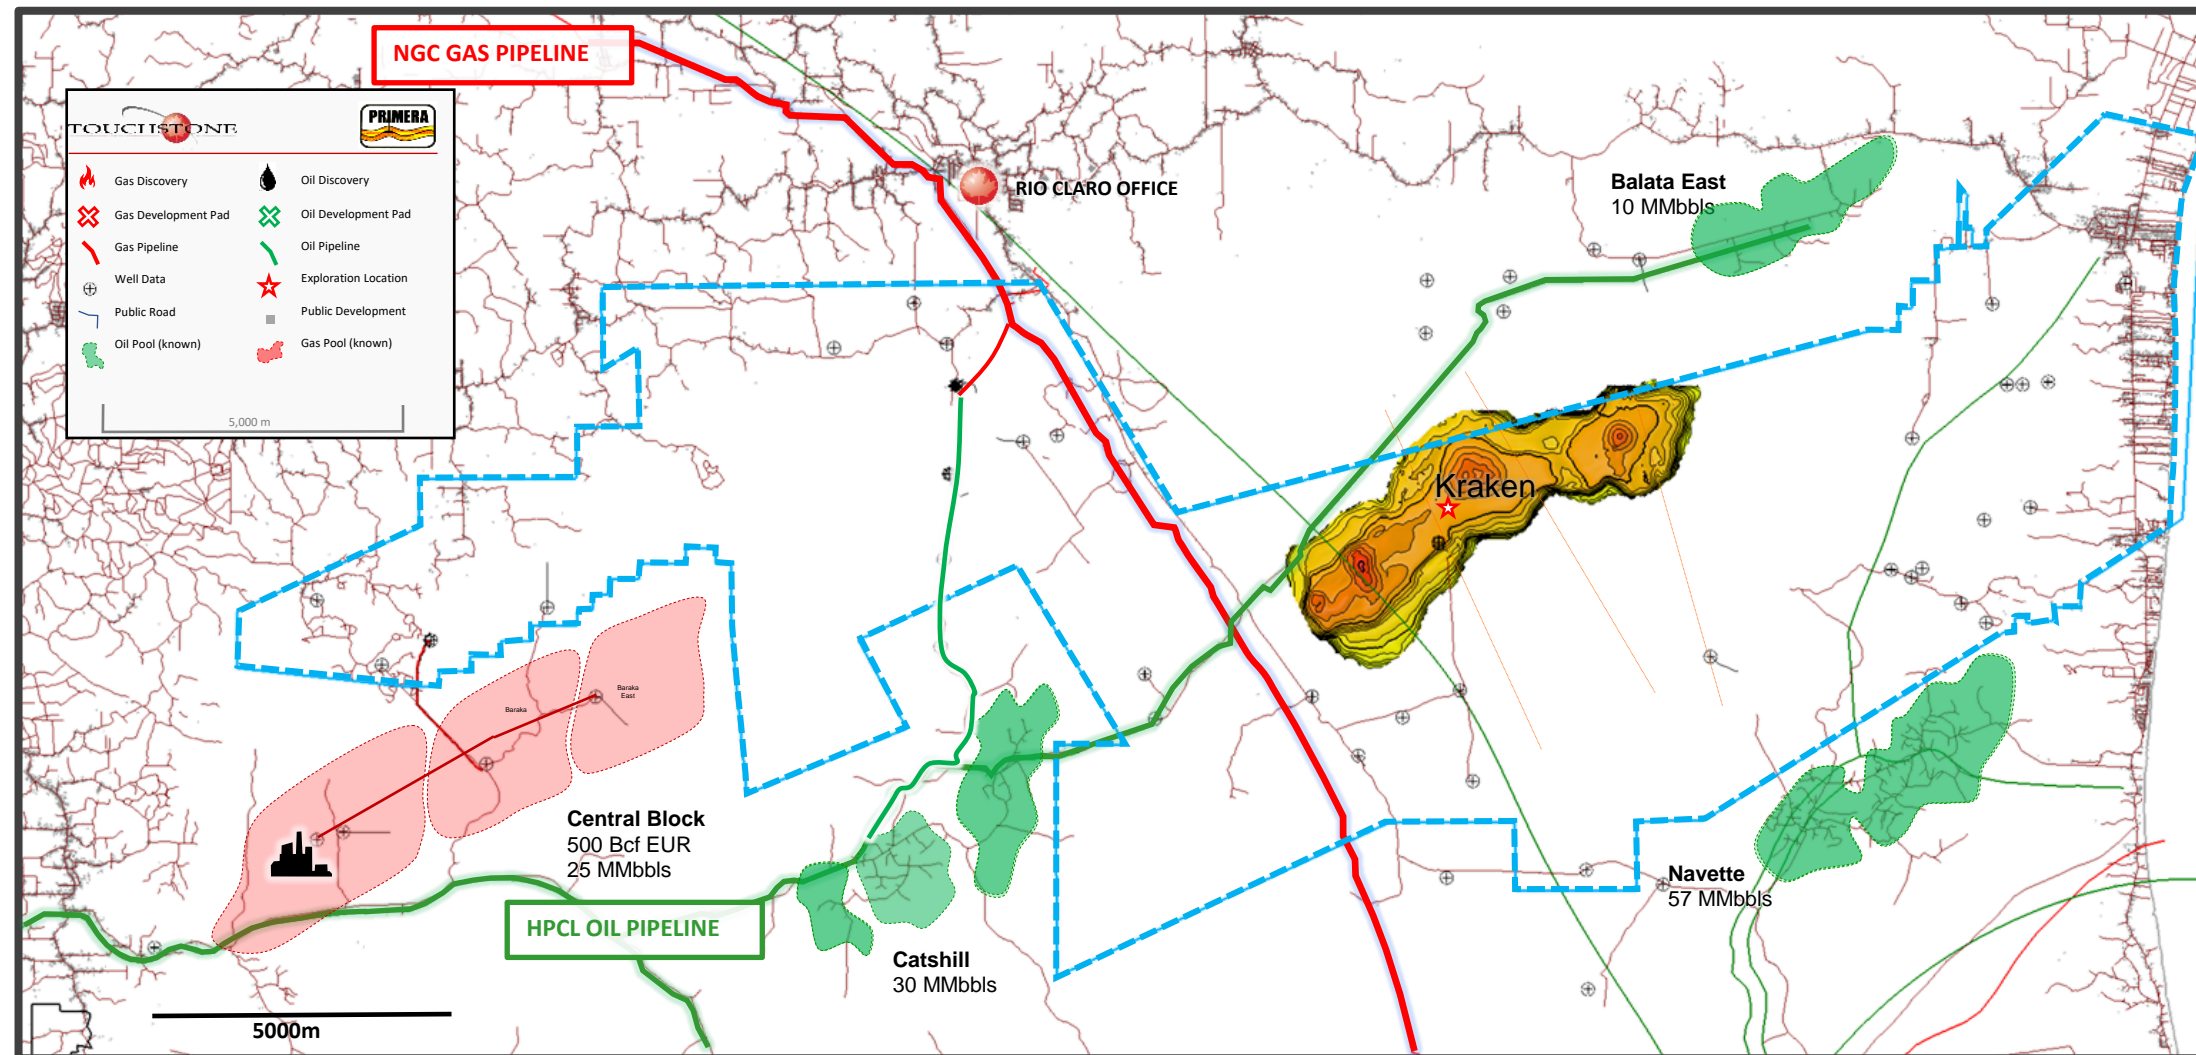 NGC GAS PIPELINE
TOUCHSTONE
PRIMERA
Gas Discovery
Oil Discovery
Gas Development Pad
Oil Development Pad
Gas Pipeline
Oil Pipeline
Well Data
Exploration Location
Public Road
Public Development
Oil Pool (known)
Gas Pool (known)
5,000 m
RIO CLARO OFFICE
Balata East
10 MMbbls
Kraken
Baraka
East
Baraka
Central Block
500 Bcf EUR
25 MMbbls
HPCL OIL PIPELINE
Catshill
30 MMbbls
Navette
57 MMbbls
5000m